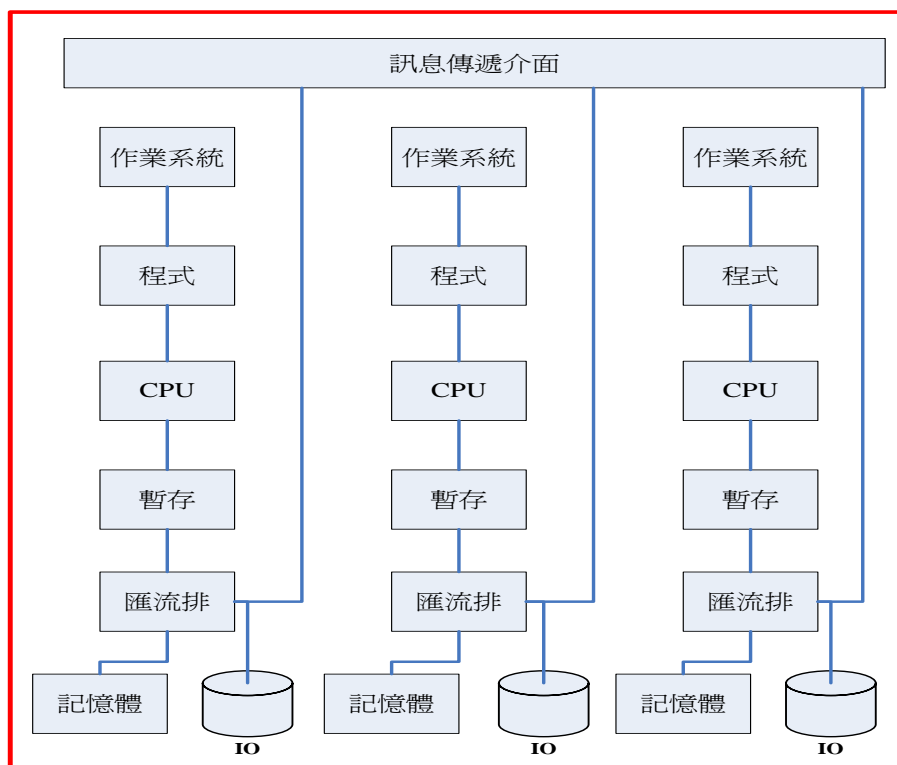 訊息傳遞介面
作業系統 作業系統 作業系統
程式 程式 程式
CPU CPU CPU
暫存 暫存 暫存
匯流排 匯流排 匯流排
記憶體 記憶體 記憶體
IO IO IO